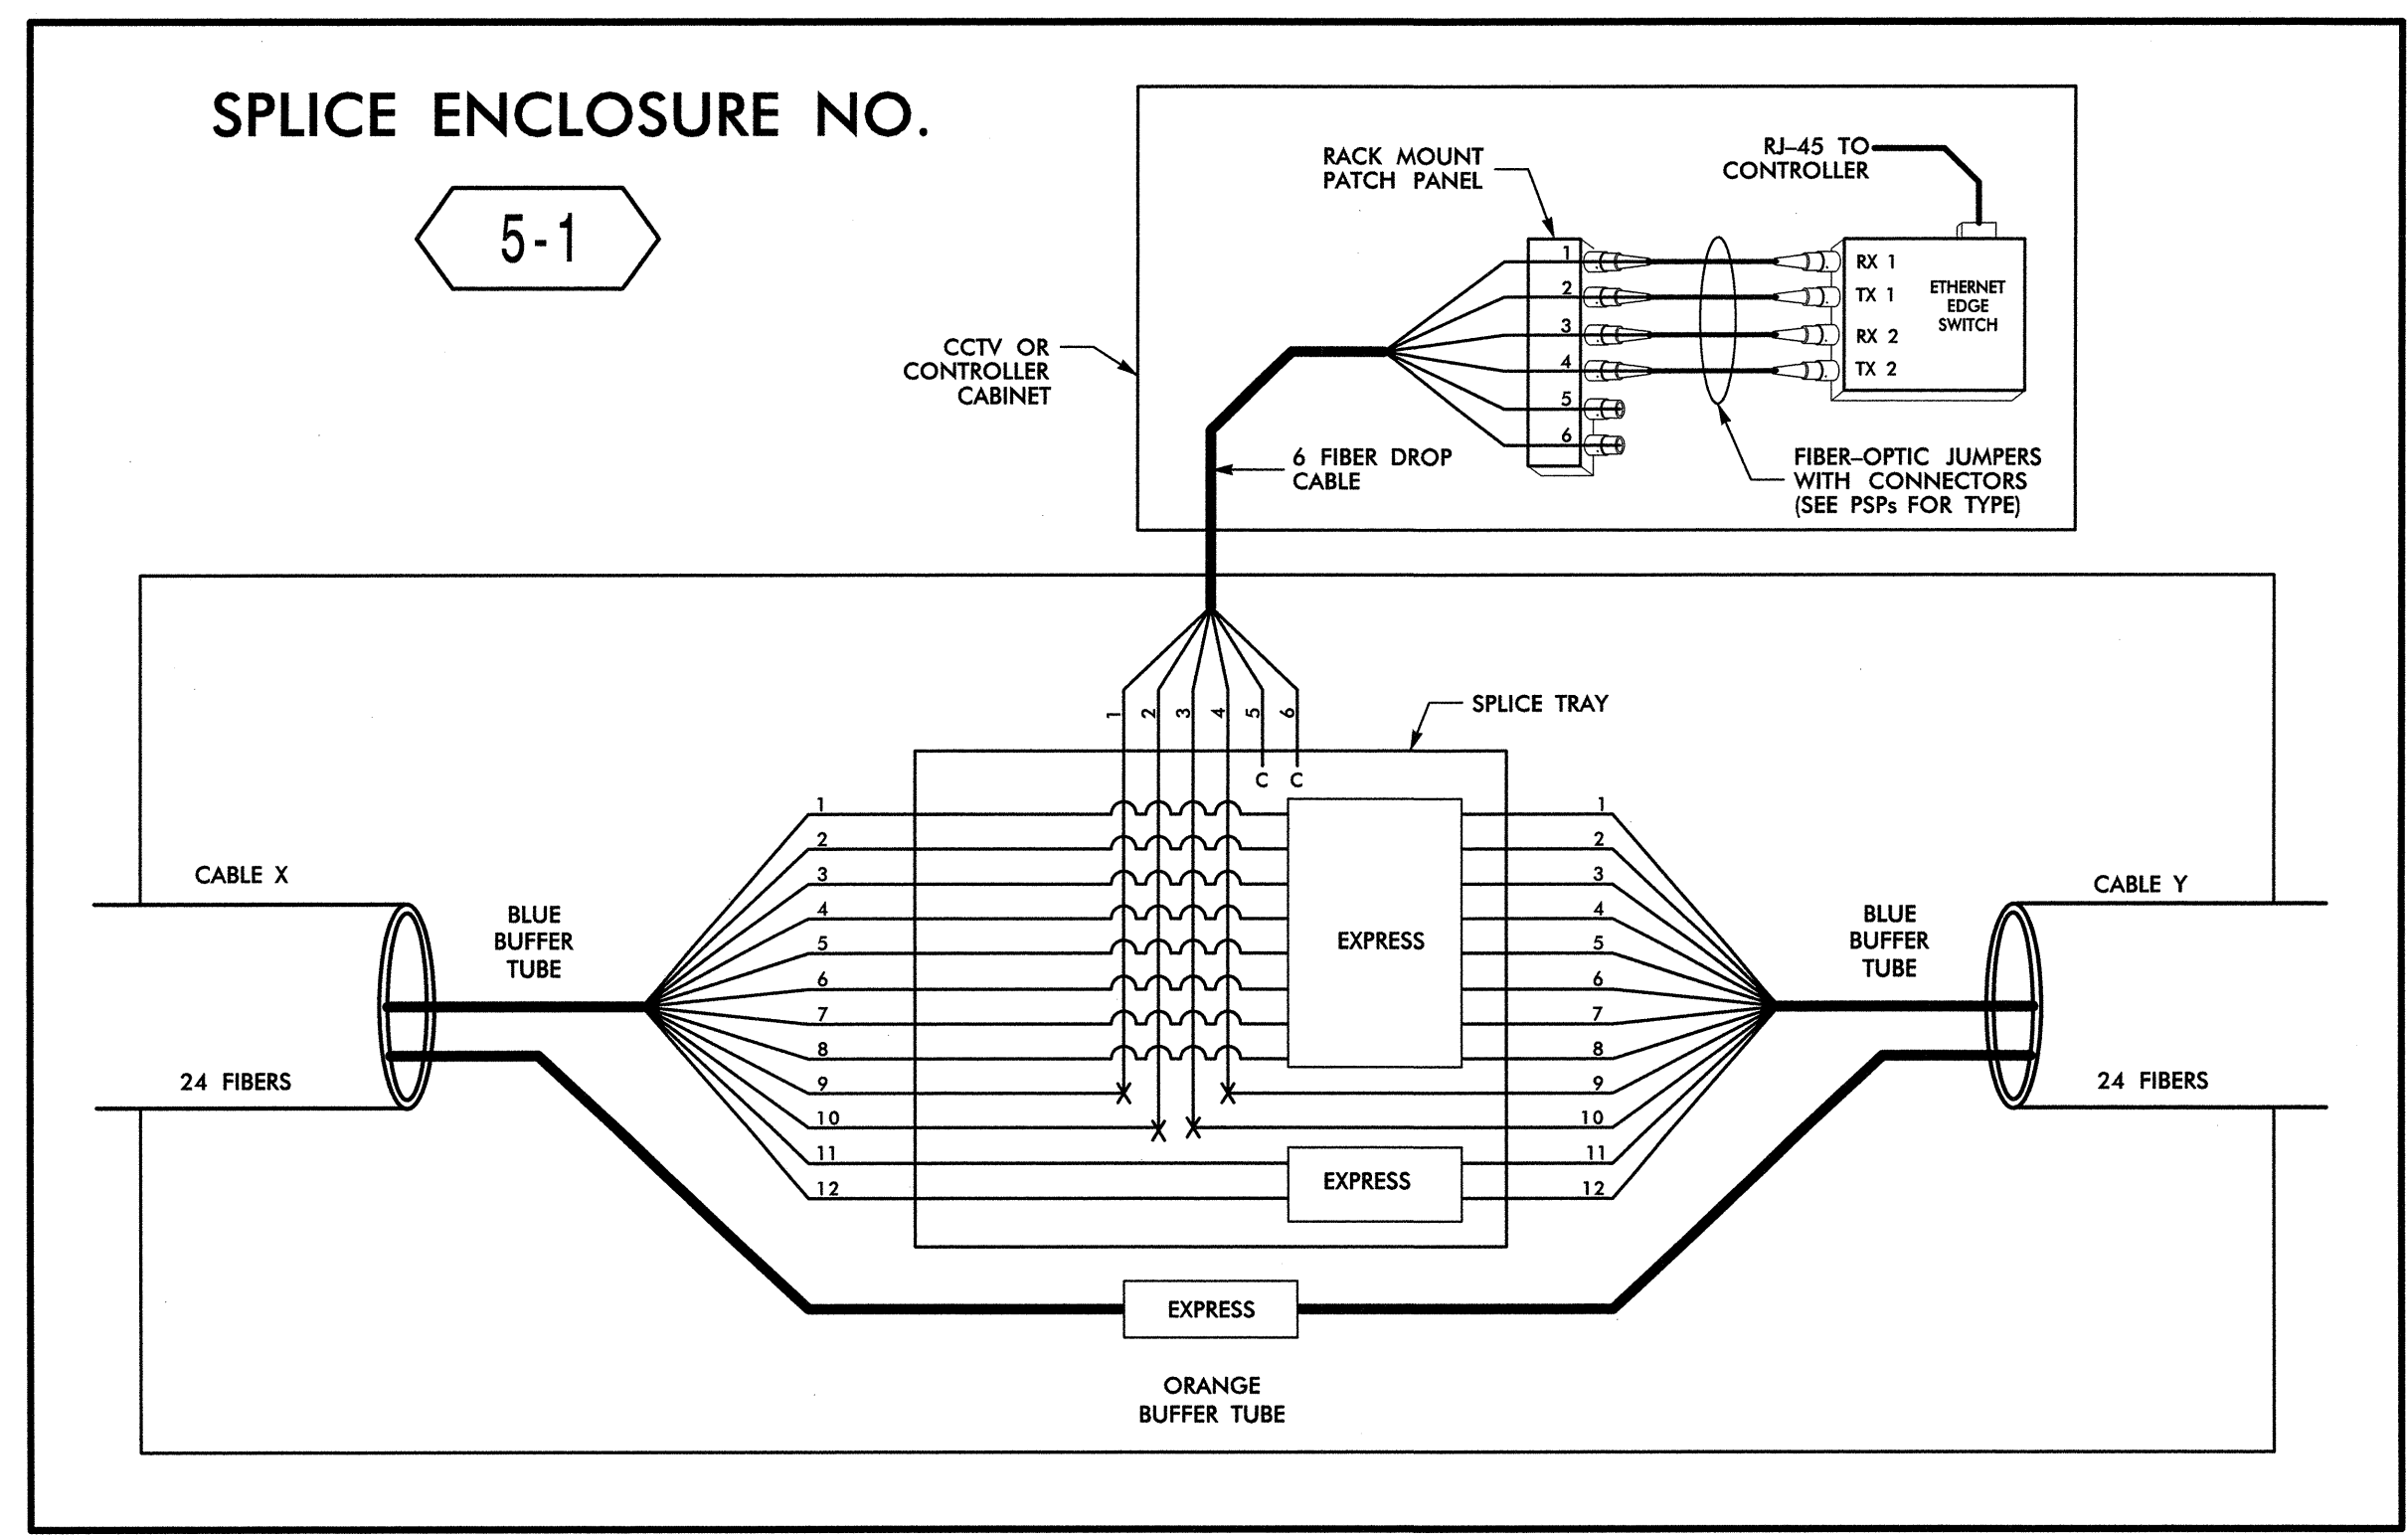 SPLICE ENCLOSURE NO.
5-1
RACK MOUNT
PATCH PANEL
RJ-45 TO
CONTROLLER
1
2
3
4
5
6
RX 1
TX 1
RX 2
TX 2
ETHERNET
EDGE
SWITCH
CCTV OR
CONTROLLER
CABINET
6 FIBER DROP
CABLE
FIBER-OPTIC JUMPERS
WITH CONNECTORS
(SEE PSPs FOR TYPE)
1 2 3 4 5 6
SPLICE TRAY
C C
CABLE X
24 FIBERS
BLUE
BUFFER
TUBE
1
2
3
4
5
6
7
8
9
10
11
12
EXPRESS
EXPRESS
1
2
3
4
5
6
7
8
9
10
11
12
BLUE
BUFFER
TUBE
CABLE Y
24 FIBERS
EXPRESS
ORANGE
BUFFER TUBE